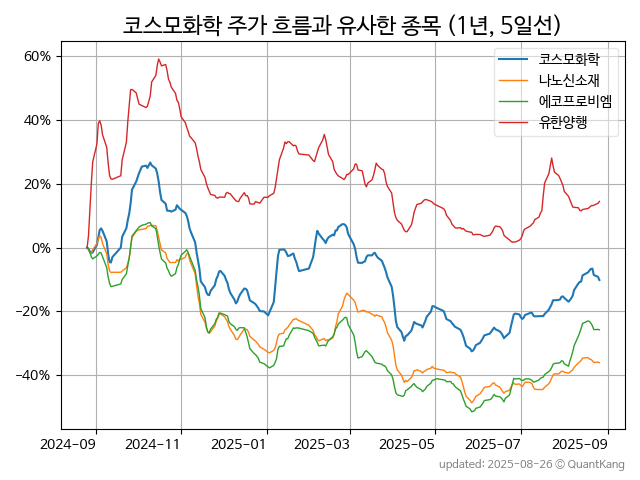 코스모화학 주가 흐름과 유사한 종목 (1년, 5일선)
코스모화학
나노신소재
에코프로비엠
유한양행
60%
40%
20%
0%
−20%
−40%
2024-09
2024-11
2025-01
2025-03
2025-05
2025-07
2025-09
updated: 2025-08-26 © QuantKang